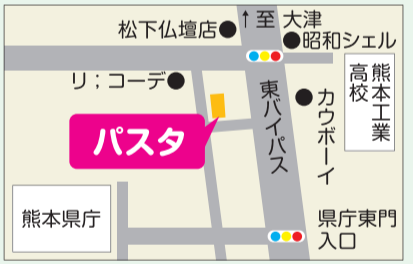 ↑至 大津
松下仏壇店●
●昭和シェル
リ；コーデ●
熊本工業
高校
東バイパス
●カウボーイ
パスタ
熊本県庁
県庁東門
入口